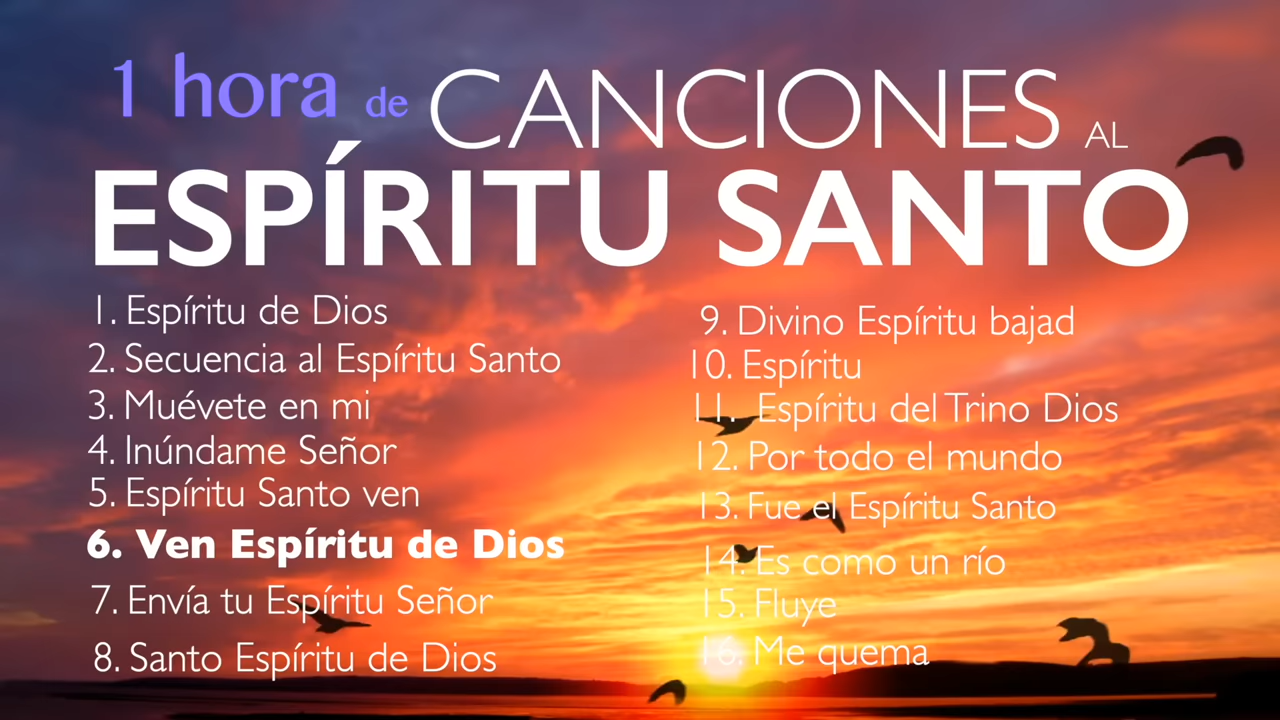 1 hora de CANCIONES AL
ESPÍRITU SANTO
1. Espíritu de Dios
2. Secuencia al Espíritu Santo
3. Muévete en mi
4. Inúndame Señor
5. Espíritu Santo ven
6. Ven Espíritu de Dios
7. Envía tu Espíritu Señor
8. Santo Espíritu de Dios
9. Divino Espíritu bajad
10. Espíritu
11. Espíritu del Trino Dios
12. Por todo el mundo
13. Fue el Espíritu Santo
14. Es como un río
15. Fluye
16. Me quema